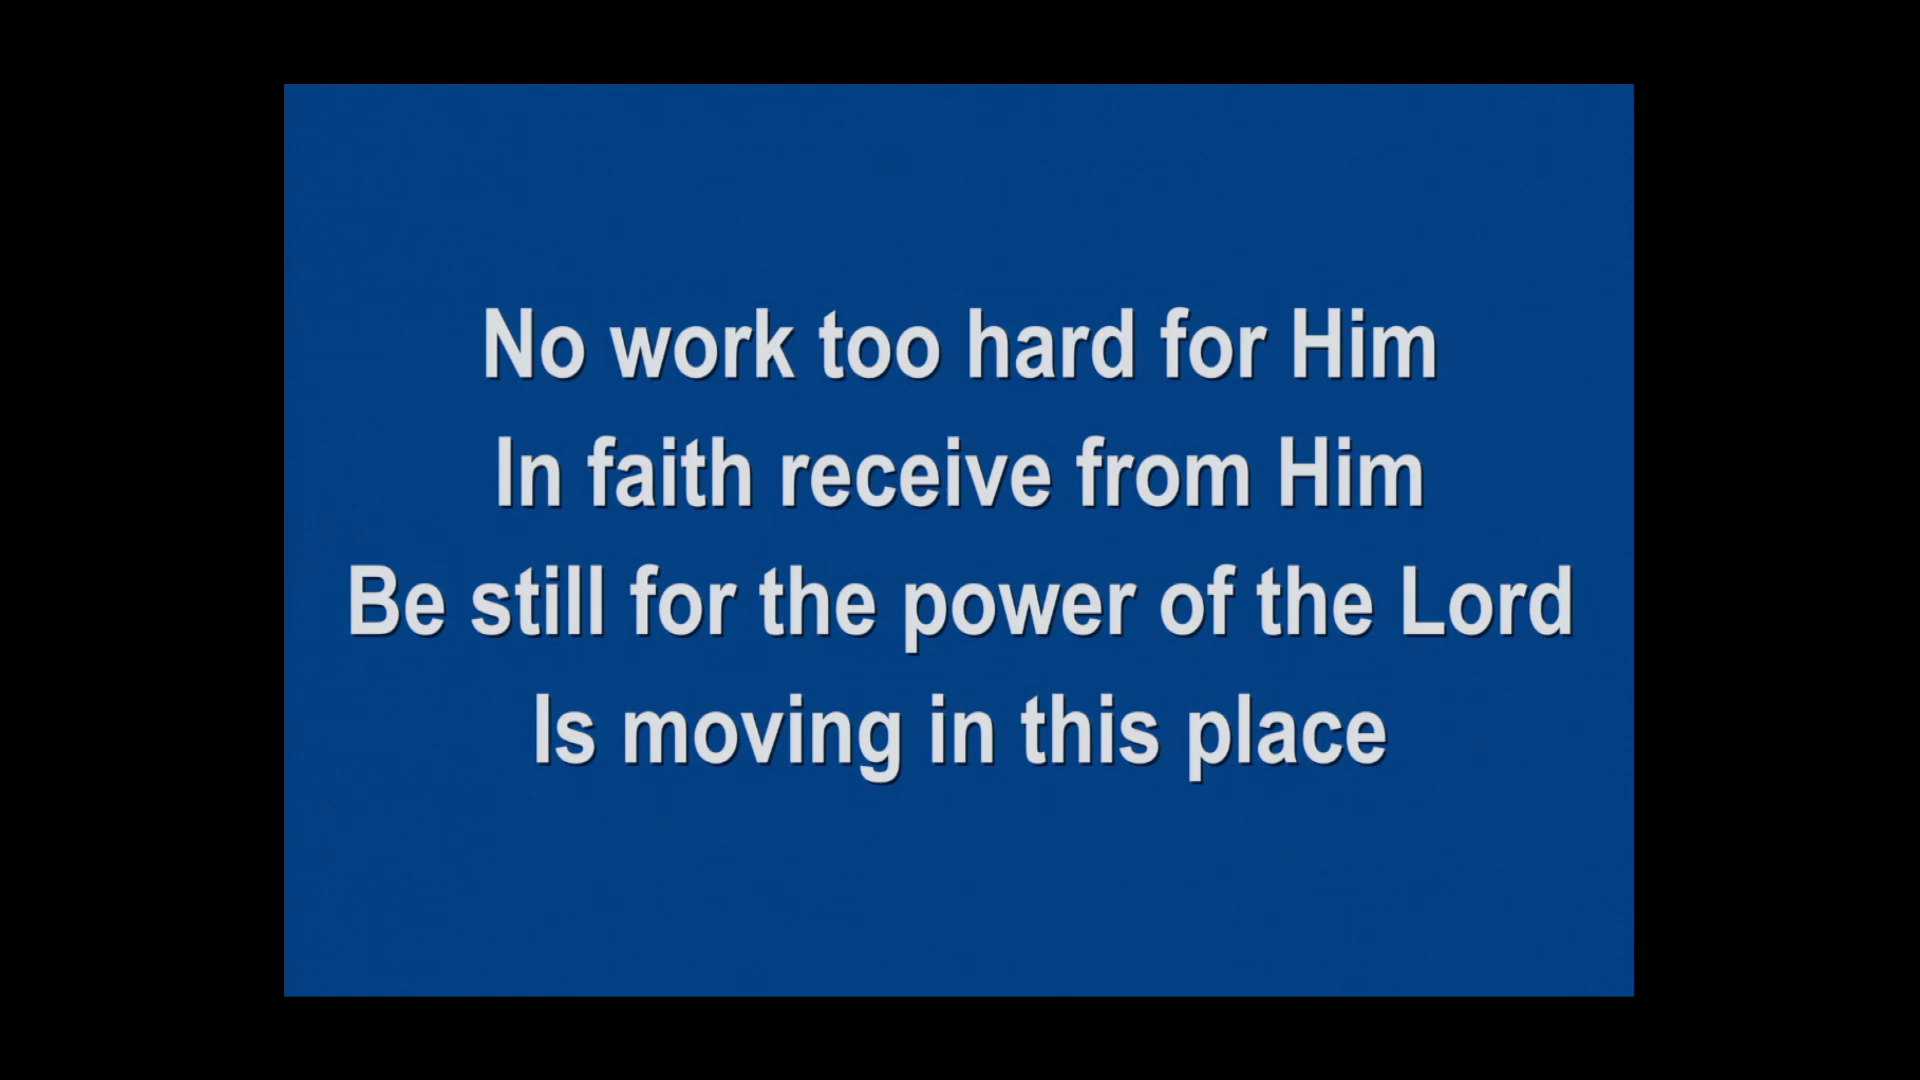 No work too hard for Him
In faith receive from Him
Be still for the power of the Lord
Is moving in this place